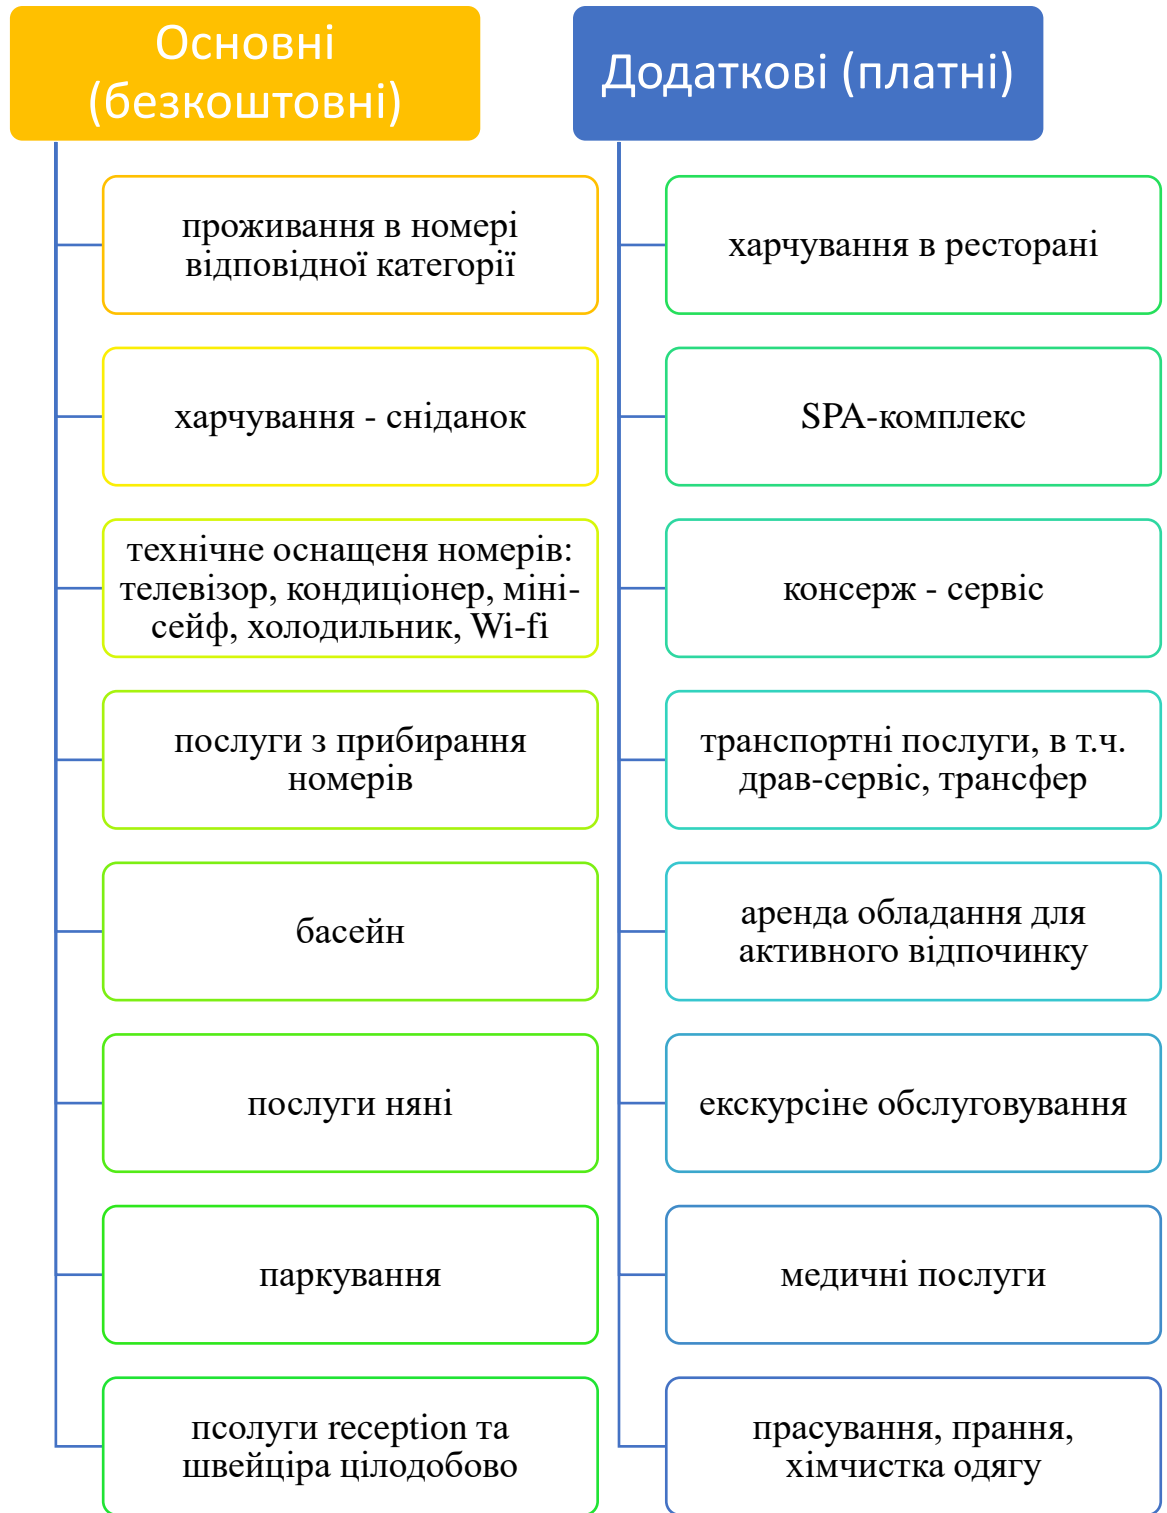 Основні
(безкоштовні)
проживання в номері
відповідної категорії
харчування - сніданок
технічне оснащеня номерів:
телевізор, кондиціонер, міні-
сейф, холодильник, Wi-fi
послуги з прибирання
номерів
басейн
послуги няні
паркування
псолуги reception та
швейціра цілодобово
Додаткові (платні)
харчування в ресторані
SPA-комплекс
консерж - сервіс
транспортні послуги, в т.ч.
драв-сервіс, трансфер
аренда обладання для
активного відпочинку
екскурсіне обслуговування
медичні послуги
прасування, прання,
хімчистка одягу